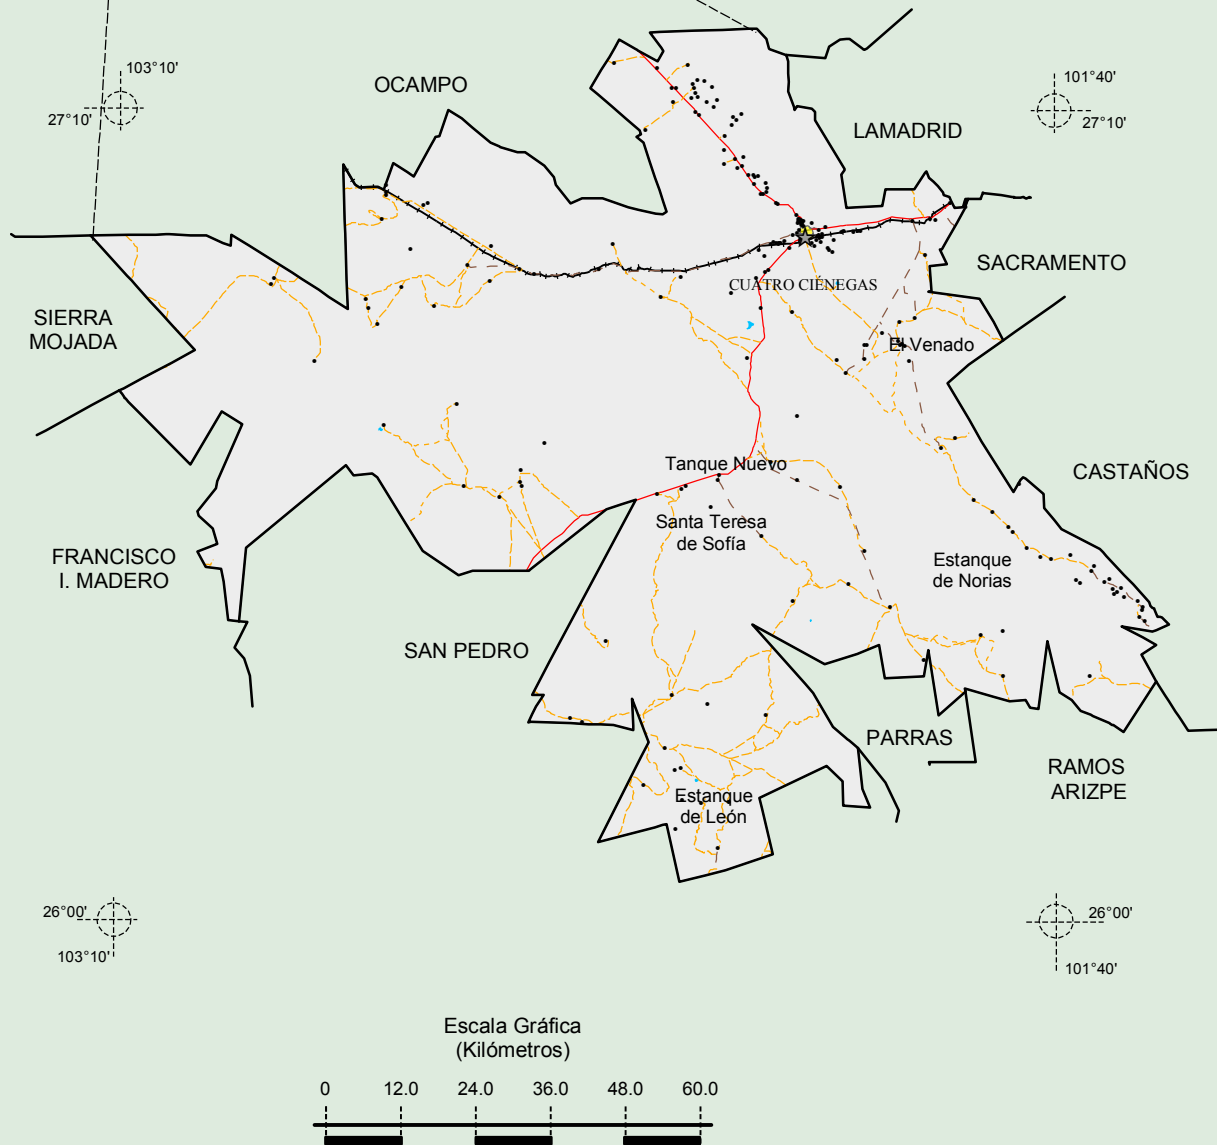 103°10'
101°40'
OCAMPO
27°10'
27°10'
LAMADRID
SACRAMENTO
CUATRO CIÉNEGAS
SIERRA
MOJADA
El Venado
Tanque Nuevo
CASTAÑOS
Santa Teresa
de Sofía
FRANCISCO
I. MADERO
Estanque
de Norias
SAN PEDRO
PARRAS
RAMOS
ARIZPE
Estanque
de León
26°00'
26°00'
103°10'
101°40'
Escala Gráfica
(Kilómetros)
0 12.0 24.0 36.0 48.0 60.0